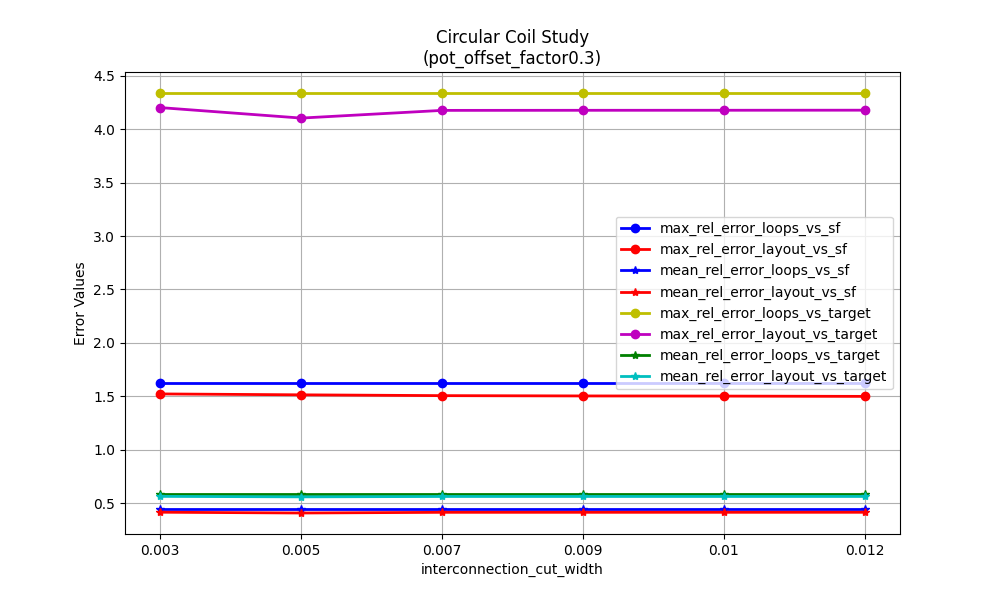 Circular Coil Study
(pot_offset_factor0.3)
Error Values
4.5
4.0
3.5
3.0
2.5
2.0
1.5
1.0
0.5
max_rel_error_loops_vs_sf
max_rel_error_layout_vs_sf
mean_rel_error_loops_vs_sf
mean_rel_error_layout_vs_sf
max_rel_error_loops_vs_target
max_rel_error_layout_vs_target
mean_rel_error_loops_vs_target
mean_rel_error_layout_vs_target
0.003 0.005 0.007 0.009 0.01 0.012
interconnection_cut_width